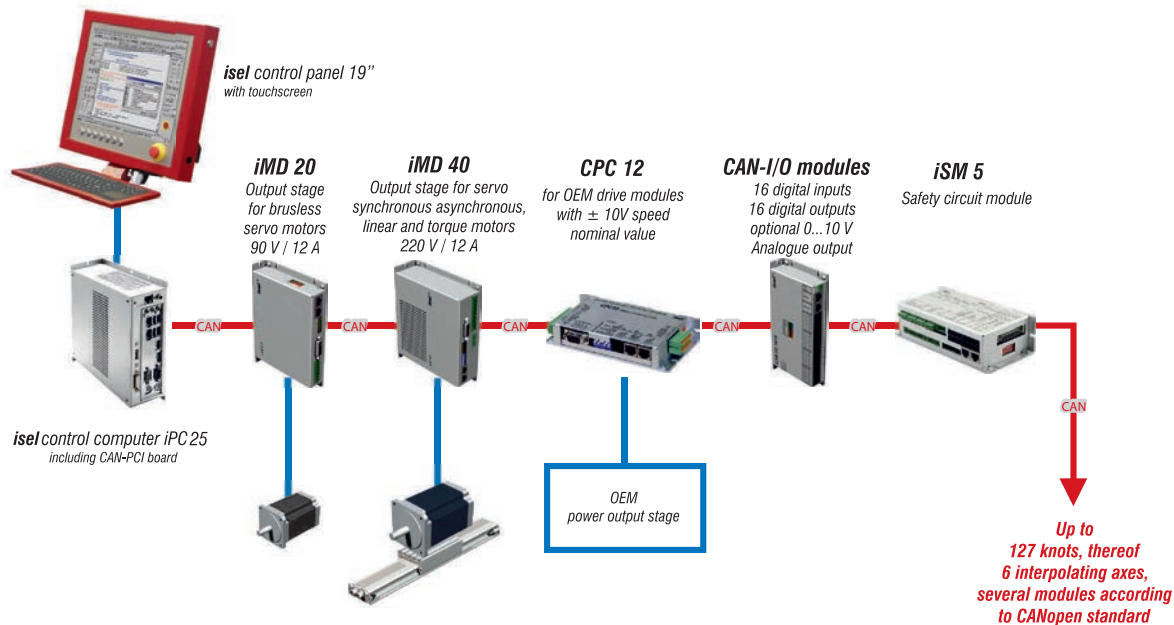 isel control panel 19”
with touchscreen
iMD 20
Output stage
for brusless
servo motors
90 V / 12 A
iMD 40
Output stage for servo
synchronous asynchronous,
linear and torque motors
220 V / 12 A
CPC 12
for OEM drive modules
with ± 10V speed
nominal value
CAN-I/O modules
16 digital inputs
16 digital outputs
optional 0...10 V
Analogue output
iSM 5
Safety circuit module
CAN
CAN
CAN
CAN
CAN
CAN
isel control computer iPC 25
including CAN-PCI board
OEM
power output stage
Up to
127 knots, thereof
6 interpolating axes,
several modules according
to CANopen standard